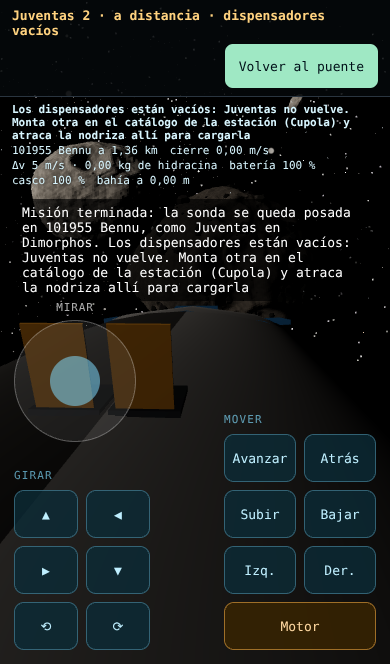 Juventas 2 · a distancia · dispensadores
vacíos
Volver al puente
Los dispensadores están vacíos: Juventas no vuelve.
Monta otra en el catálogo de la estación (Cupola) y
atraca la nodriza allí para cargarla
101955 Bennu a 1,36 km  cierre 0,00 m/s
Δv 5 m/s · 0,00 kg de hidracina  batería 100 %
casco 100 %  bahía a 0,00 m
Misión terminada: la sonda se queda posada
en 101955 Bennu, como Juventas en
Dimorphos. Los dispensadores están vacíos:
Juventas no vuelve. Monta otra en el
catálogo de la estación (Cupola) y atraca
la nodriza allí para cargarla
MIRAR
MOVER
Avanzar Atrás
GIRAR
▲ ◀ Subir Bajar
▶ ▼ Izq. Der.
⟲ ⟳ Motor